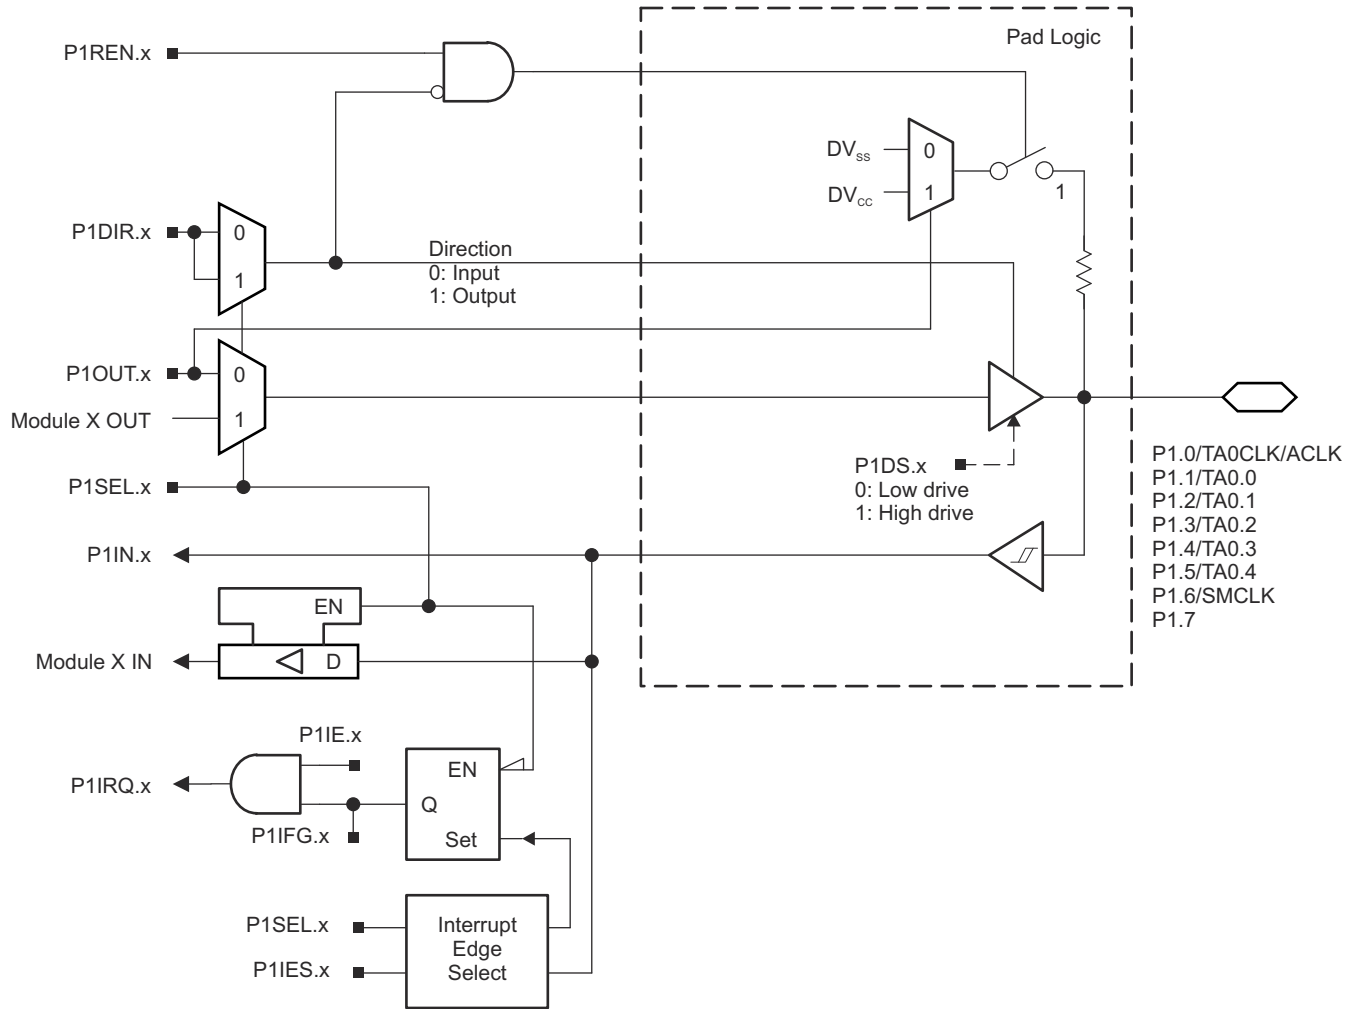 P1REN.x
Pad Logic
DVSS
0
DVCC
1
1
P1DIR.x
0
1
Direction
0: Input
1: Output
P1OUT.x
0
Module X OUT
1
P1SEL.x
P1DS.x
0: Low drive
1: High drive
P1.0/TA0CLK/ACLK
P1.1/TA0.0
P1.2/TA0.1
P1.3/TA0.2
P1.4/TA0.3
P1.5/TA0.4
P1.6/SMCLK
P1.7
P1IN.x
EN
Module X IN
D
P1IE.x
P1IRQ.x
EN
Q
P1IFG.x
Set
P1SEL.x
P1IES.x
Interrupt
Edge
Select